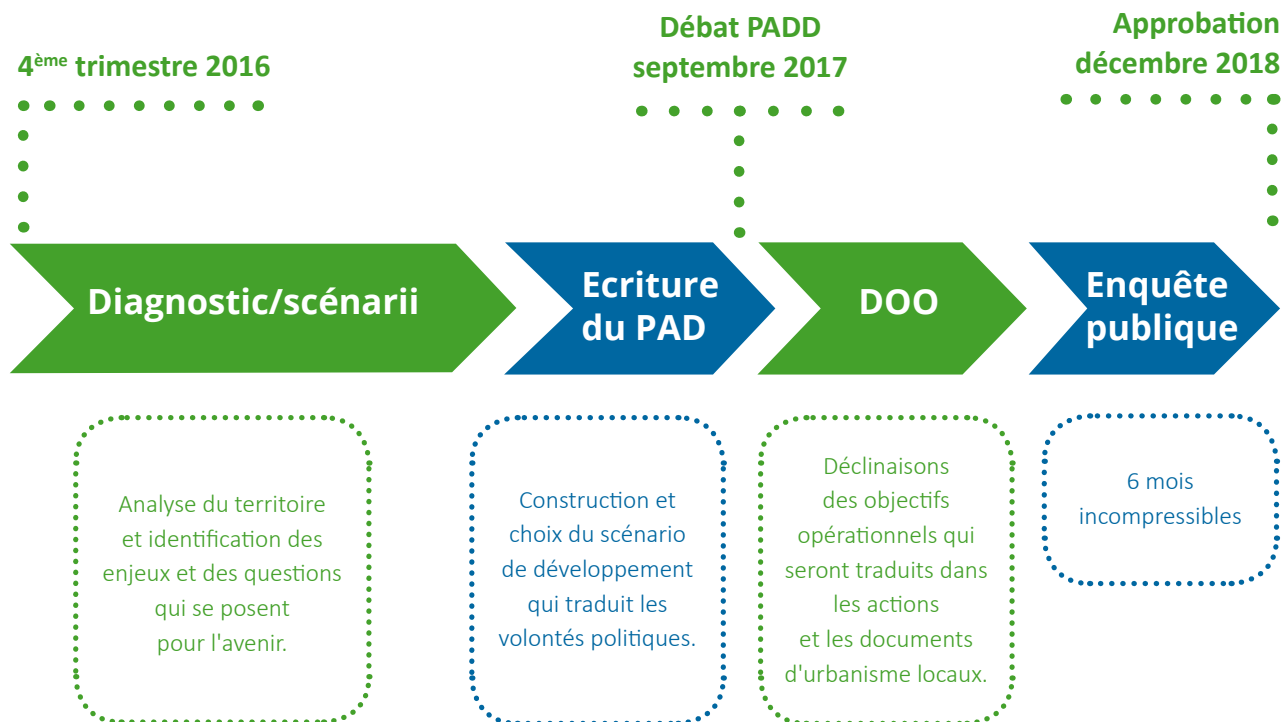 4ème trimestre 2016
Débat PADD
septembre 2017
Approbation
décembre 2018
Diagnostic/scénarii
Ecriture
du PAD
DOO
Enquête
publique
Analyse du territoire
et identification des
enjeux et des questions
qui se posent
pour l'avenir.
Construction et
choix du scénario
de développement
qui traduit les
volontés politiques.
Déclinaisons
des objectifs
opérationnels qui
seront traduits dans
les actions
et les documents
d'urbanisme locaux.
6 mois
incompressibles